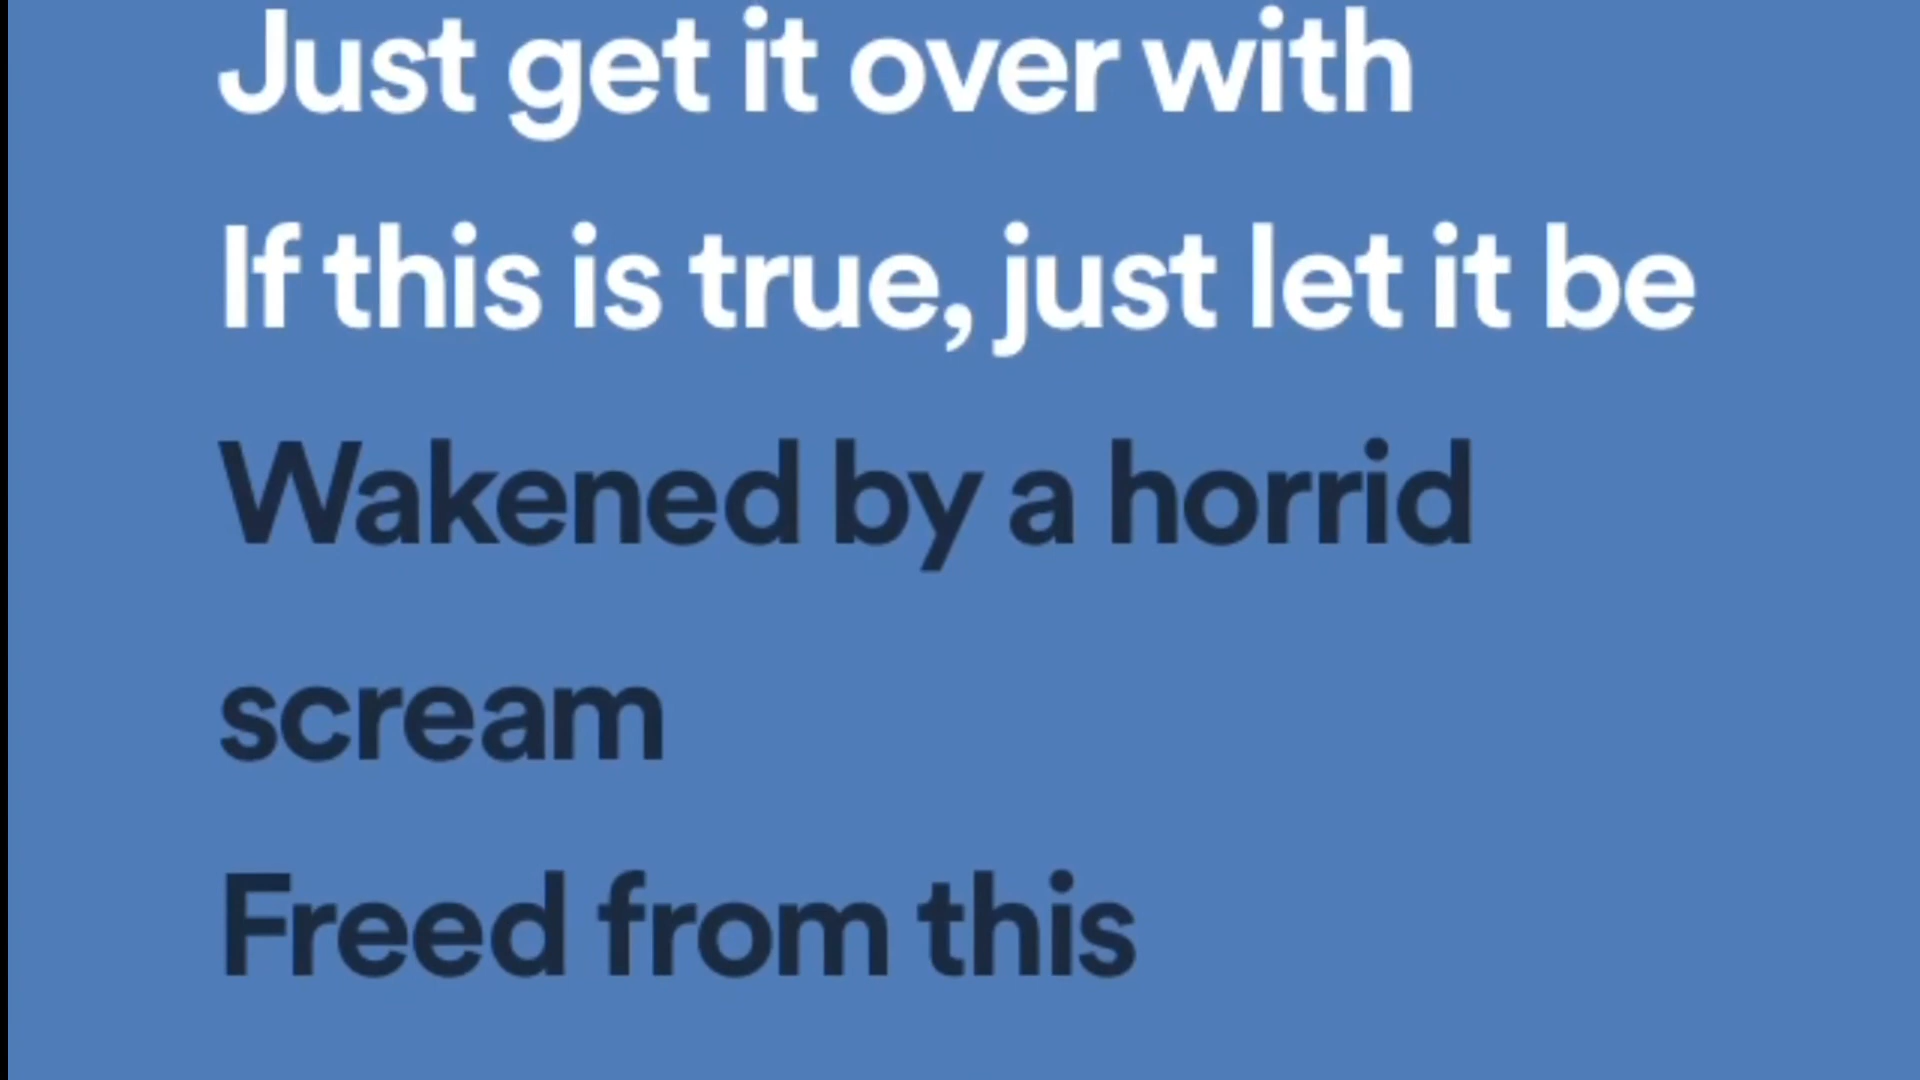 Just get it over with
If this is true, just let it be
Wakened by a horrid
scream
Freed from this